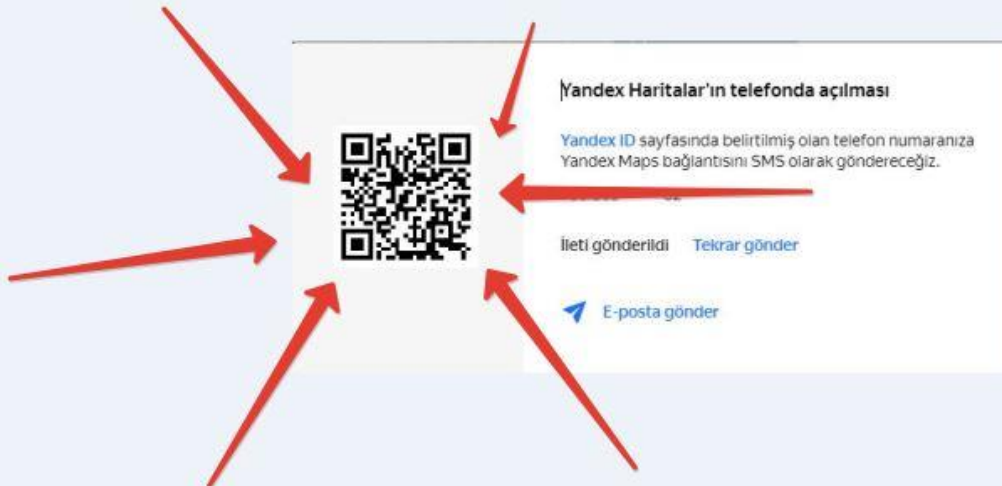 Yandex Haritalar'ın telefonda açılması
Yandex ID sayfasında belirtilmiş olan telefon numaranıza
Yandex Maps bağlantısını SMS olarak göndereceğiz.
İleti gönderildi Tekrar gönder
E-posta gönder